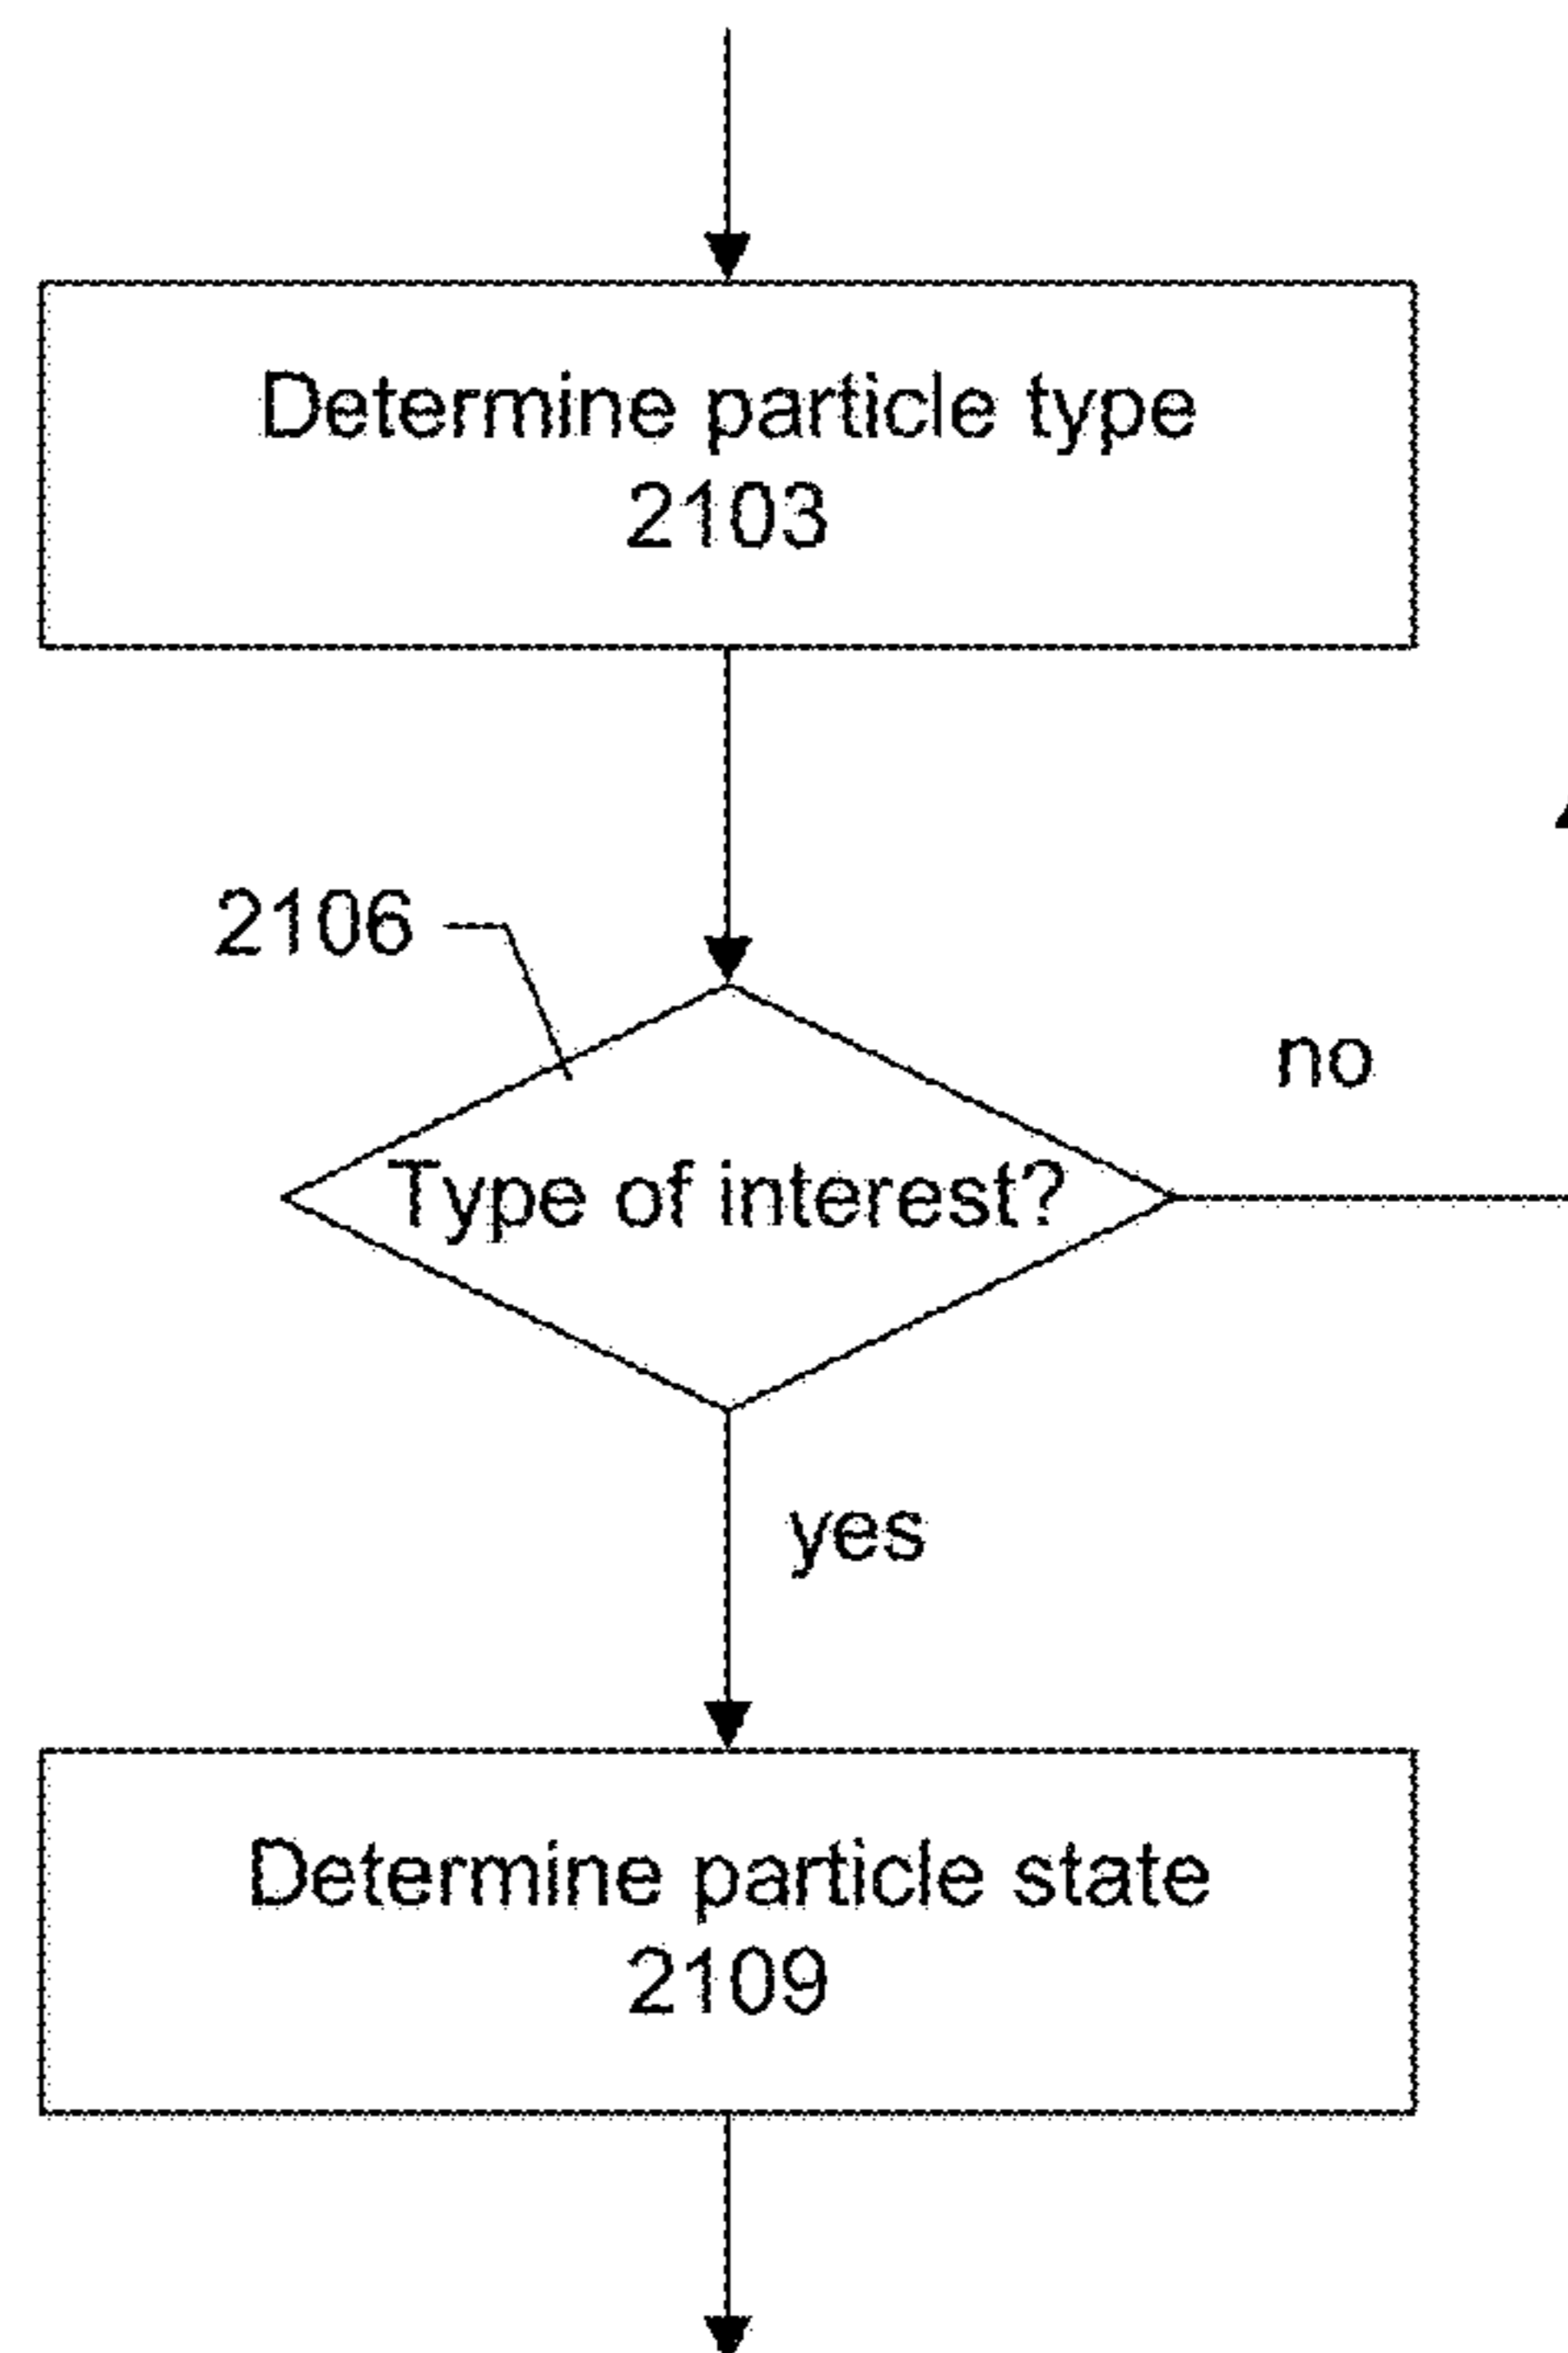 Determine particle type
2103
2106
no
Type of interest?
yes
Determine particle state
2109